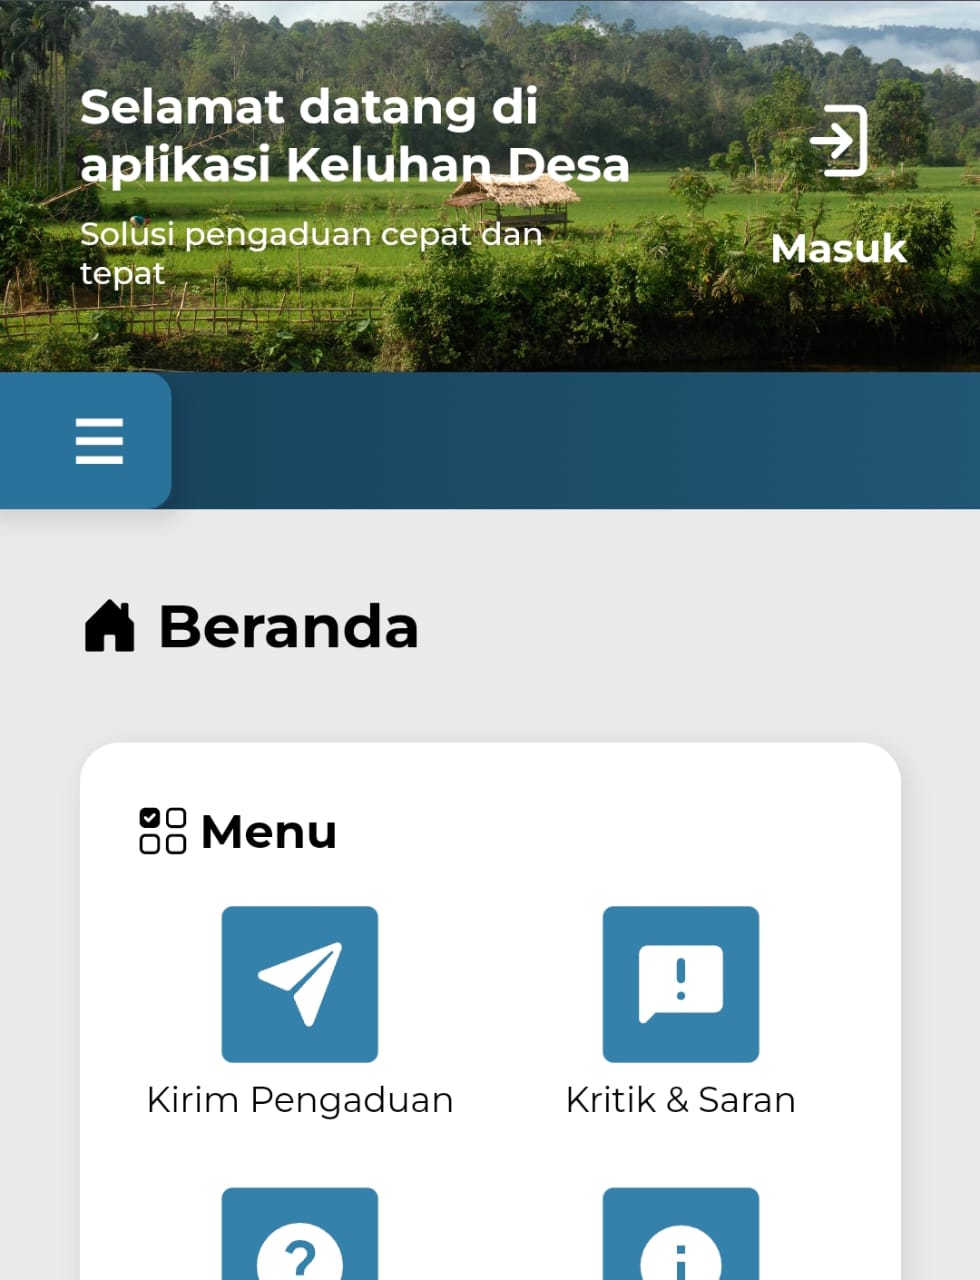 Selamat datang di
aplikasi Keluhan Desa
Solusi pengaduan cepat dan
tepat
Masuk
Beranda
Menu
Kirim Pengaduan
Kritik & Saran